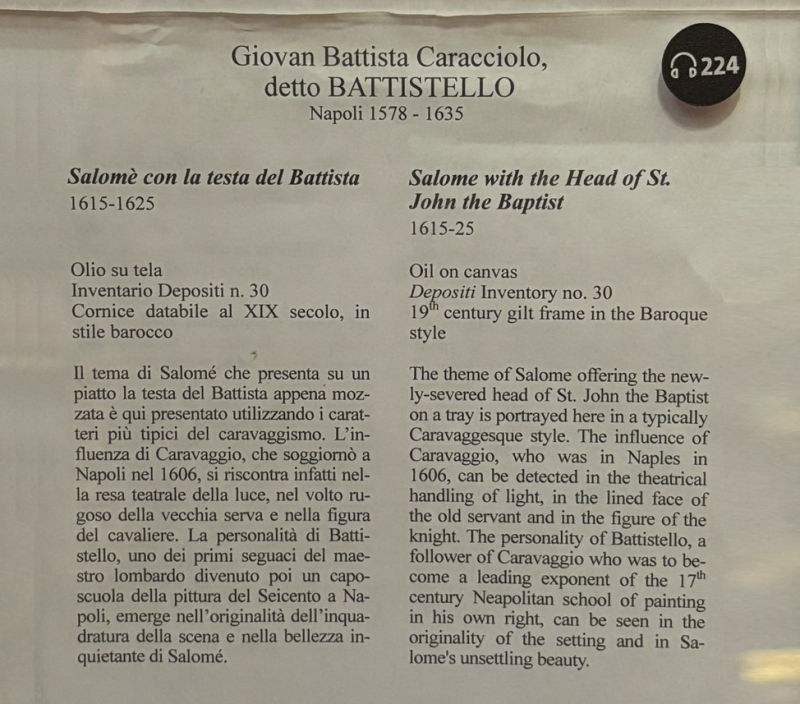 Giovan Battista Caracciolo,
detto BATTISTELLO
Napoli 1578 - 1635
224
Salomè con la testa del Battista
1615-1625
Olio su tela
Inventario Depositi n. 30
Cornice databile al XIX secolo, in
stile barocco
Il tema di Salomé che presenta su un
piatto la testa del Battista appena moz-
zata è qui presentato utilizzando i carat-
teri più tipici del caravaggismo. L'in-
fluenza di Caravaggio, che soggiornò a
Napoli nel 1606, si riscontra infatti nel-
la resa teatrale della luce, nel volto ru-
goso della vecchia serva e nella figura
del cavaliere. La personalità di Batti-
stello, uno dei primi seguaci del mae-
stro lombardo divenuto poi un capo-
scuola della pittura del Seicento a Na-
poli, emerge nell'originalità dell'inqua-
dratura della scena e nella bellezza in-
quietante di Salomé.
Salome with the Head of St.
John the Baptist
1615-25
Oil on canvas
Depositi Inventory no. 30
19th century gilt frame in the Baroque
style
The theme of Salome offering the new-
ly-severed head of St. John the Baptist
on a tray is portrayed here in a typically
Caravaggesque style. The influence of
Caravaggio, who was in Naples in
1606, can be detected in the theatrical
handling of light, in the lined face of
the old servant and in the figure of the
knight. The personality of Battistello, a
follower of Caravaggio who was to be-
come a leading exponent of the 17th
century Neapolitan school of painting
in his own right, can be seen in the
originality of the setting and in Sa-
lome's unsettling beauty.